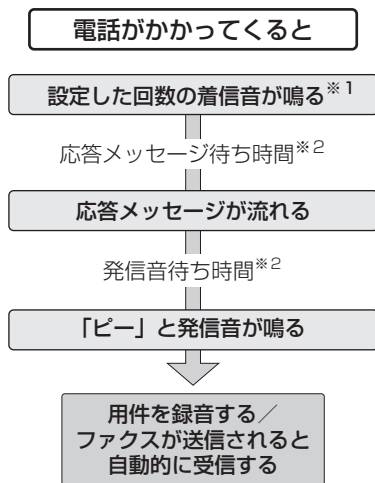 電話がかかってくると
設定した回数の着信音が鳴る※1
応答メッセージ待ち時間※2
応答メッセージが流れる
発信音待ち時間※2
「ピー」と発信音が鳴る
用件を録音する／
ファクスが送信されると
自動的に受信する